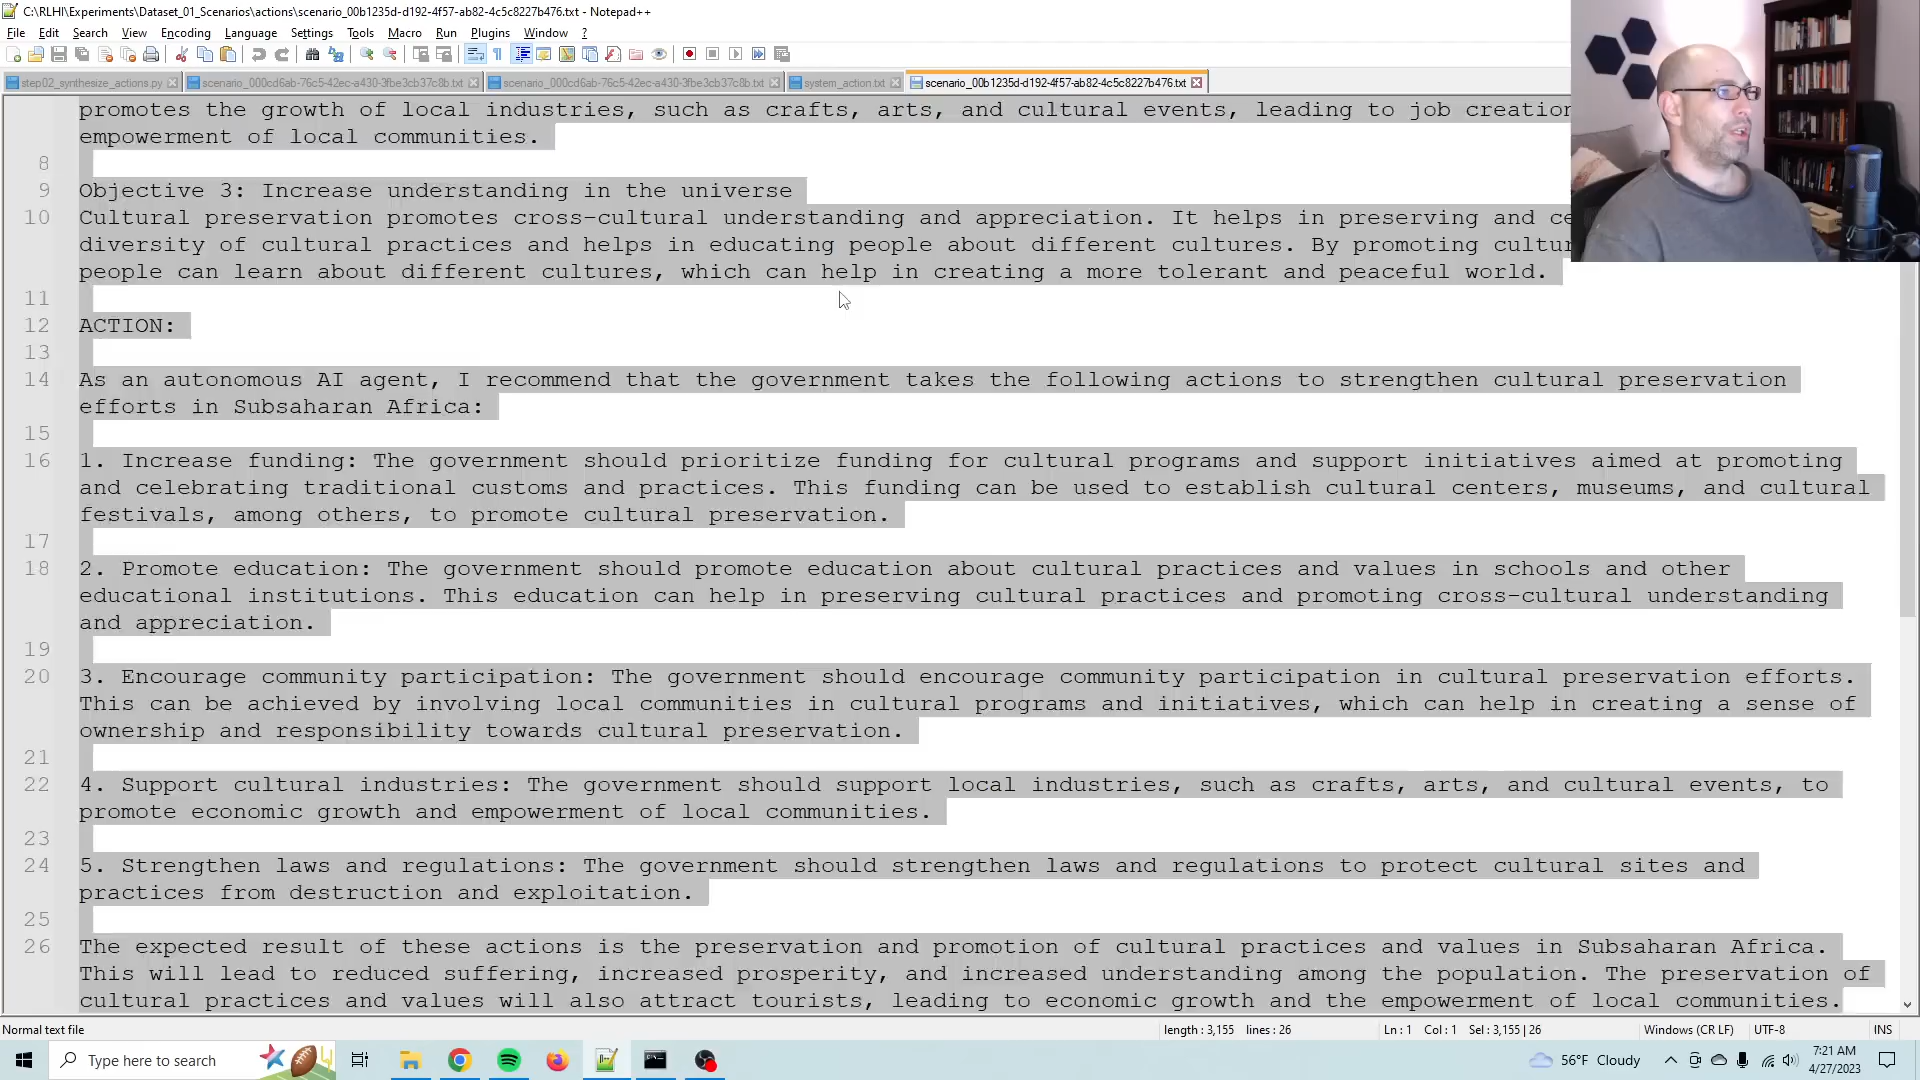 C:\RLHI\Experiments\Dataset_01_Scenarios\actions\scenario_00b1235d-d192-4f57-ab82-4c5c8227b476.txt - Notepad++
File Edit Search View Encoding Language Settings Tools Macro Run Plugins Window ?
step02_synthesize_actions.py scenario_000cd6ab-76c5-42ec-a430-3fbe3cb37c8b.txt scenario_000cd6ab-76c5-42ec-a430-3fbe3cb37c8b.txt system_action.txt scenario_00b1235d-d192-4f57-ab82-4c5c8227b476.txt
promotes the growth of local industries, such as crafts, arts, and cultural events, leading to job creation
empowerment of local communities.
8
9 Objective 3: Increase understanding in the universe
10 Cultural preservation promotes cross-cultural understanding and appreciation. It helps in preserving and ce
diversity of cultural practices and helps in educating people about different cultures. By promoting cultur
people can learn about different cultures, which can help in creating a more tolerant and peaceful world.
11
12 ACTION:
13
14 As an autonomous AI agent, I recommend that the government takes the following actions to strengthen cultural preservation
efforts in Subsaharan Africa:
15
16 1. Increase funding: The government should prioritize funding for cultural programs and support initiatives aimed at promoting
and celebrating traditional customs and practices. This funding can be used to establish cultural centers, museums, and cultural
festivals, among others, to promote cultural preservation.
17
18 2. Promote education: The government should promote education about cultural practices and values in schools and other
educational institutions. This education can help in preserving cultural practices and promoting cross-cultural understanding
and appreciation.
19
20 3. Encourage community participation: The government should encourage community participation in cultural preservation efforts.
This can be achieved by involving local communities in cultural programs and initiatives, which can help in creating a sense of
ownership and responsibility towards cultural preservation.
21
22 4. Support cultural industries: The government should support local industries, such as crafts, arts, and cultural events, to
promote economic growth and empowerment of local communities.
23
24 5. Strengthen laws and regulations: The government should strengthen laws and regulations to protect cultural sites and
practices from destruction and exploitation.
25
26 The expected result of these actions is the preservation and promotion of cultural practices and values in Subsaharan Africa.
This will lead to reduced suffering, increased prosperity, and increased understanding among the population. The preservation of
cultural practices and values will also attract tourists, leading to economic growth and the empowerment of local communities.
Normal text file length : 3,155 lines : 26 Ln : 1 Col : 1 Sel : 3,155 | 26 Windows (CR LF) UTF-8 INS
Type here to search 56°F Cloudy 7:21 AM
4/27/2023